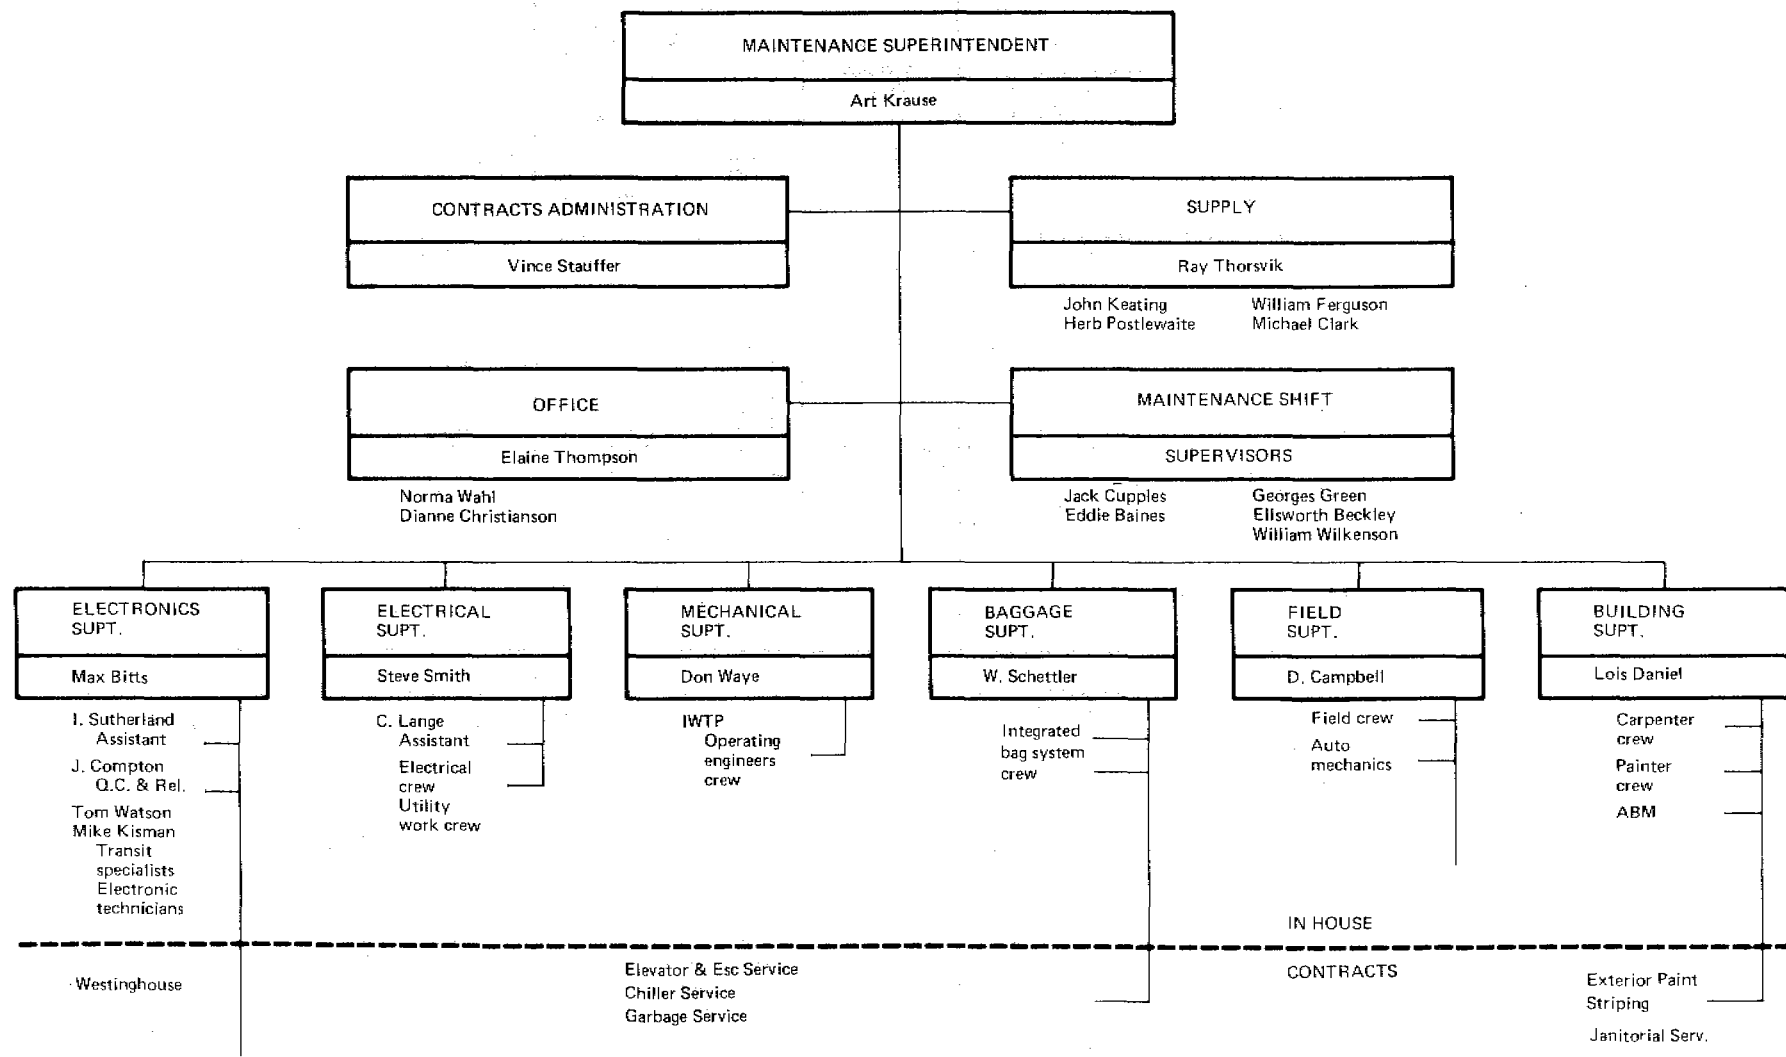 MAINTENANCE SUPERINTENDENT
Art Krause
CONTRACTS ADMINISTRATION
Vince Stauffer
SUPPLY
Ray Thorsvik
John Keating
Herb Postlewaite
William Ferguson
Michael Clark
OFFICE
Elaine Thompson
Norma Wahl
Dianne Christianson
MAINTENANCE SHIFT
SUPERVISORS
Jack Cupples
Eddie Baines
Georges Green
Ellsworth Beckley
William Wilkenson
ELECTRONICS
SUPT.
Max Bitts
I. Sutherland
Assistant
J. Compton
Q.C. & Rel.
Tom Watson
Mike Kisman
Transit
specialists
Electronic
technicians
ELECTRICAL
SUPT.
Steve Smith
C. Lange
Assistant
Electrical
crew
Utility
work crew
MECHANICAL
SUPT.
Don Waye
IWTP
Operating
engineers
crew
BAGGAGE
SUPT.
W. Schettler
Integrated
bag system
crew
FIELD
SUPT.
D. Campbell
Field crew
Auto
mechanics
BUILDING
SUPT.
Lois Daniel
Carpenter
crew
Painter
crew
ABM
IN HOUSE
CONTRACTS
Westinghouse
Elevator & Esc Service
Chiller Service
Garbage Service
Exterior Paint
Striping
Janitorial Serv.